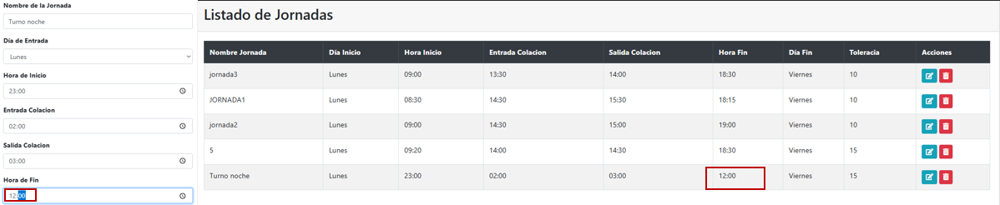 Nombre de la Jornada
Turno noche
Día de Entrada
Lunes
Hora de Inicio
23:00
Entrada Colacion
02:00
Salida Colacion
03:00
Hora de Fin
12:00
Listado de Jornadas
Nombre Jornada Día Inicio Hora Inicio Entrada Colacion Salida Colacion Hora Fin Día Fin Toleracia Acciones
jornada3 Lunes 09:00 13:30 14:00 18:30 Viernes 10
JORNADA1 Lunes 08:30 14:30 15:30 18:15 Viernes 10
jornada2 Lunes 09:00 14:30 15:00 19:00 Viernes 10
5 Lunes 09:20 14:00 14:30 18:30 Viernes 15
Turno noche Lunes 23:00 02:00 03:00 12:00 Viernes 15